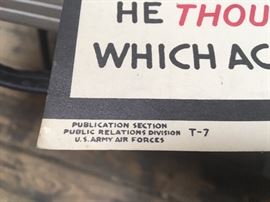 HE THOU
WHICH AC
PUBLICATION SECTION
PUBLIC RELATIONS DIVISION T-7
U.S. ARMY AIR FORCES